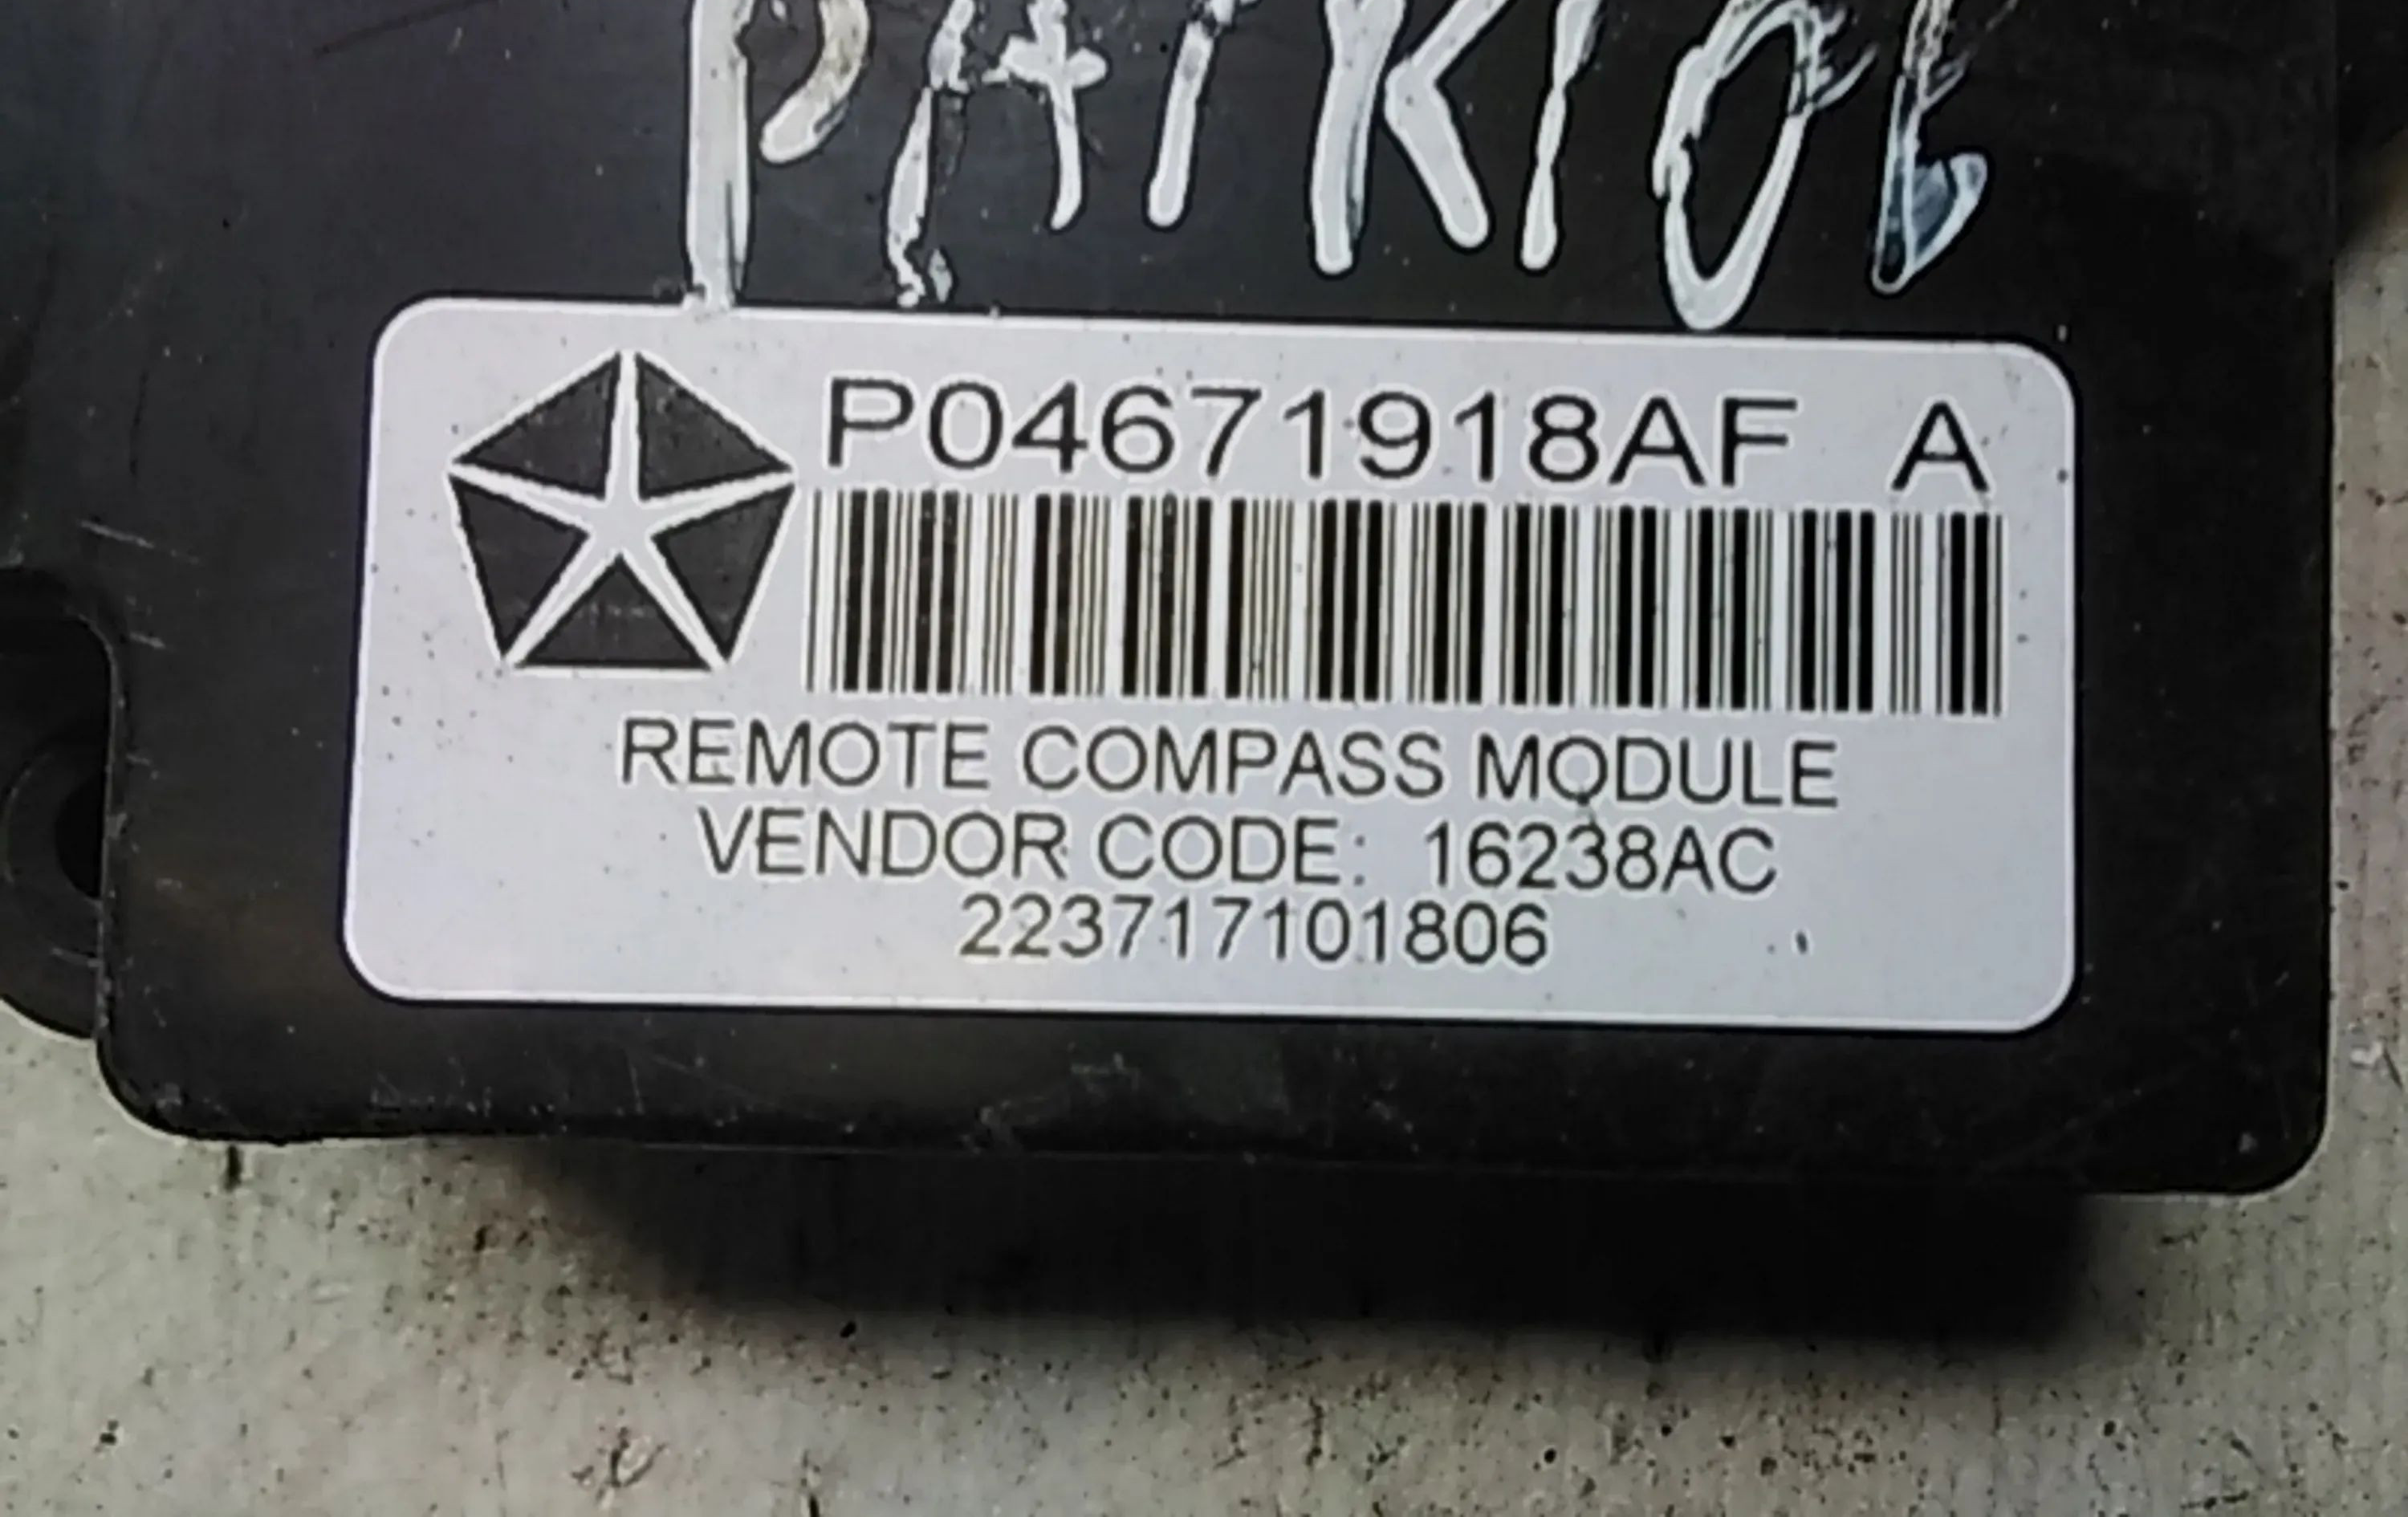 PATRIOT
P04671918AF A
REMOTE COMPASS MODULE
VENDOR CODE: 16238AC
223717101806